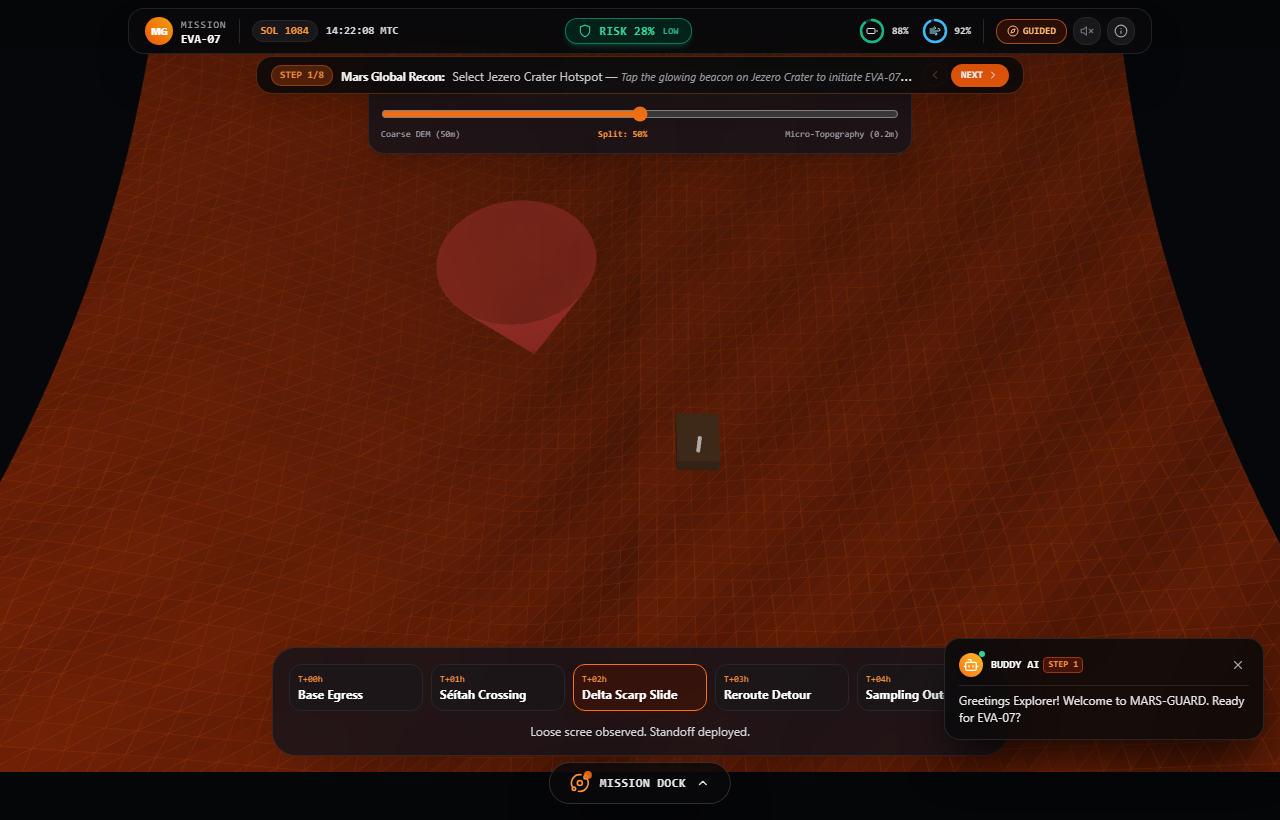 MG
MISSION
EVA-07
SOL 1084
14:22:08 MTC
RISK 28% LOW
88%
92%
GUIDED
STEP 1/8
Mars Global Recon: Select Jezero Crater Hotspot — Tap the glowing beacon on Jezero Crater to initiate EVA-07...
NEXT
Coarse DEM (50m)
Split: 50%
Micro-Topography (0.2m)
T+00h
Base Egress
T+01h
Séítah Crossing
T+02h
Delta Scarp Slide
T+03h
Reroute Detour
T+04h
Sampling Out
Loose scree observed. Standoff deployed.
BUDDY AI STEP 1
Greetings Explorer! Welcome to MARS-GUARD. Ready
for EVA-07?
MISSION DOCK